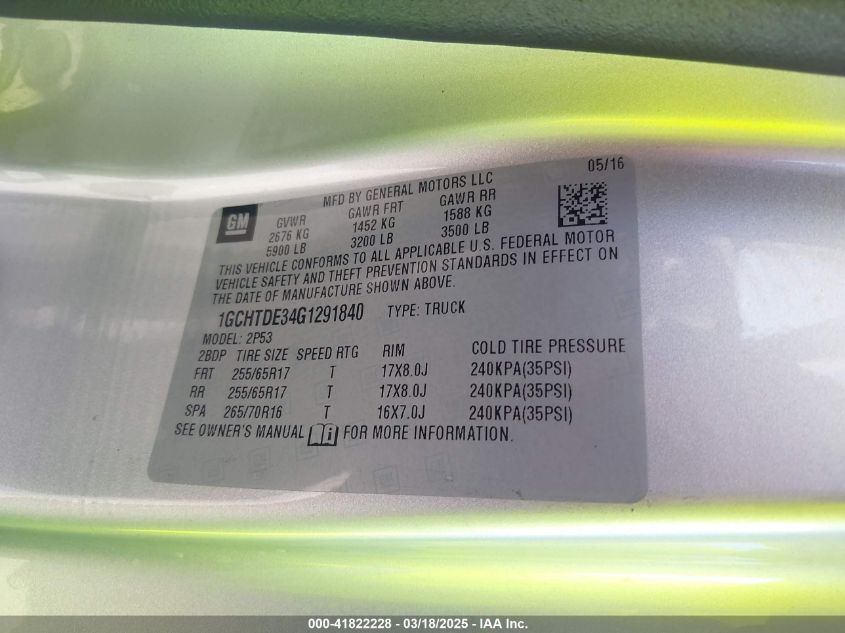 05/16
MFD BY GENERAL MOTORS LLC
GM
GVWR GAWR FRT GAWR RR
2676 KG 1452 KG 1588 KG
5900 LB 3200 LB 3500 LB
THIS VEHICLE CONFORMS TO ALL APPLICABLE U.S. FEDERAL MOTOR
VEHICLE SAFETY AND THEFT PREVENTION STANDARDS IN EFFECT ON
THE DATE OF MANUFACTURE SHOWN ABOVE.
1GCHTDE34G1291840 TYPE: TRUCK
MODEL: 2P53
2BDP TIRE SIZE SPEED RTG RIM COLD TIRE PRESSURE
FRT 255/65R17 T 17X8.0J 240KPA(35PSI)
RR 255/65R17 T 17X8.0J 240KPA(35PSI)
SPA 265/70R16 T 16X7.0J 240KPA(35PSI)
SEE OWNER'S MANUAL FOR MORE INFORMATION.
000-41822228 - 03/18/2025 - IAA Inc.